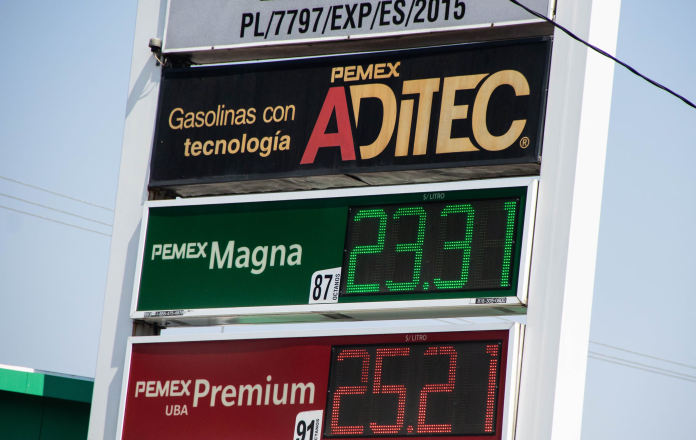 PL/7797/EXP/ES/2015
PEMEX
Gasolinas con
tecnología
ADITEC®
$/LITRO
PEMEX Magna
87
OCTANOS
23.31
$/LITRO
PEMEX Premium
UBA
91
25.21